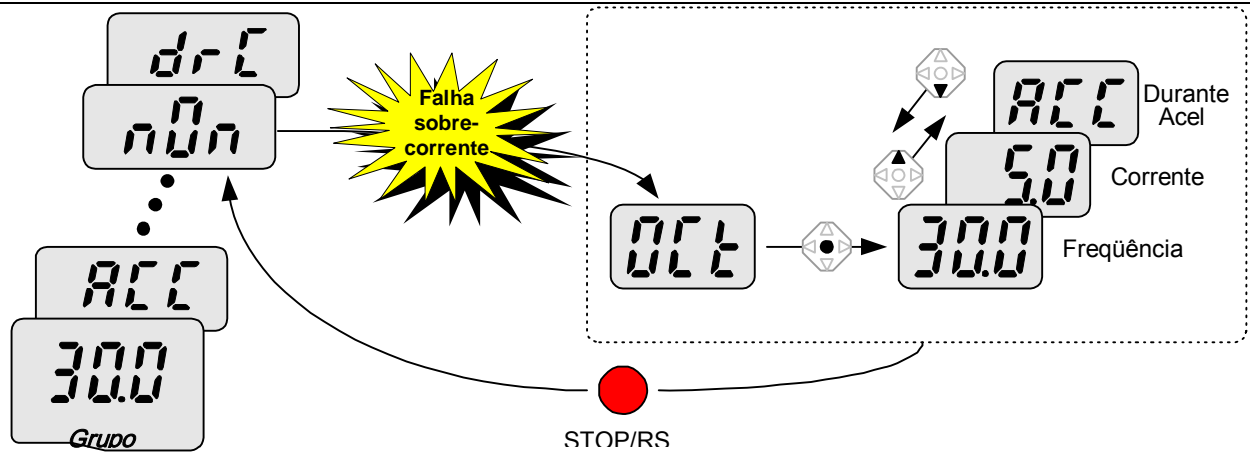 drC
nOn
ACC
30.0
Grupo
Falha
sobre-
corrente
OCt
ACC
5.0
30.0
Durante
Acel
Corrente
Freqüência
STOP/RS